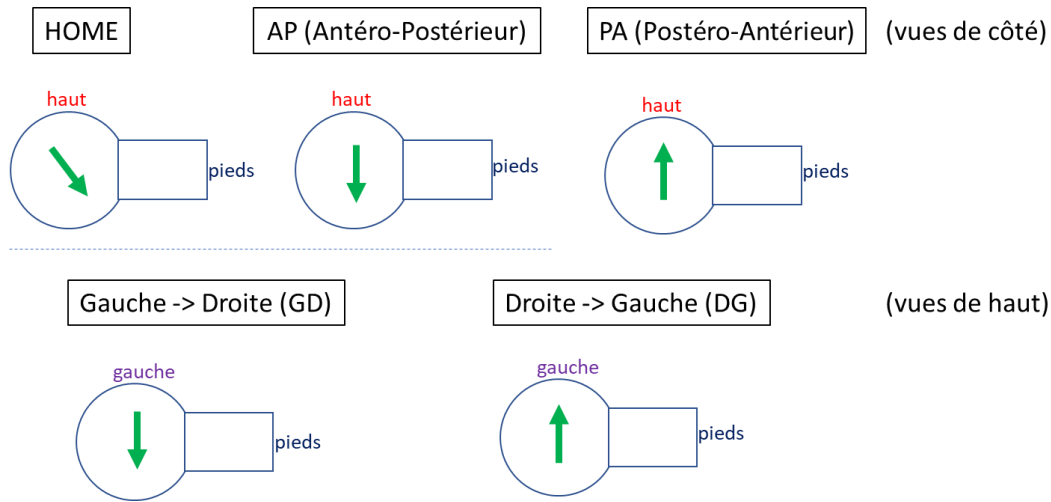 HOME
AP (Antéro-Postérieur)
PA (Postéro-Antérieur)
(vues de côté)
haut
haut
haut
pieds
pieds
pieds
Gauche -> Droite (GD)
Droite -> Gauche (DG)
(vues de haut)
gauche
gauche
pieds
pieds